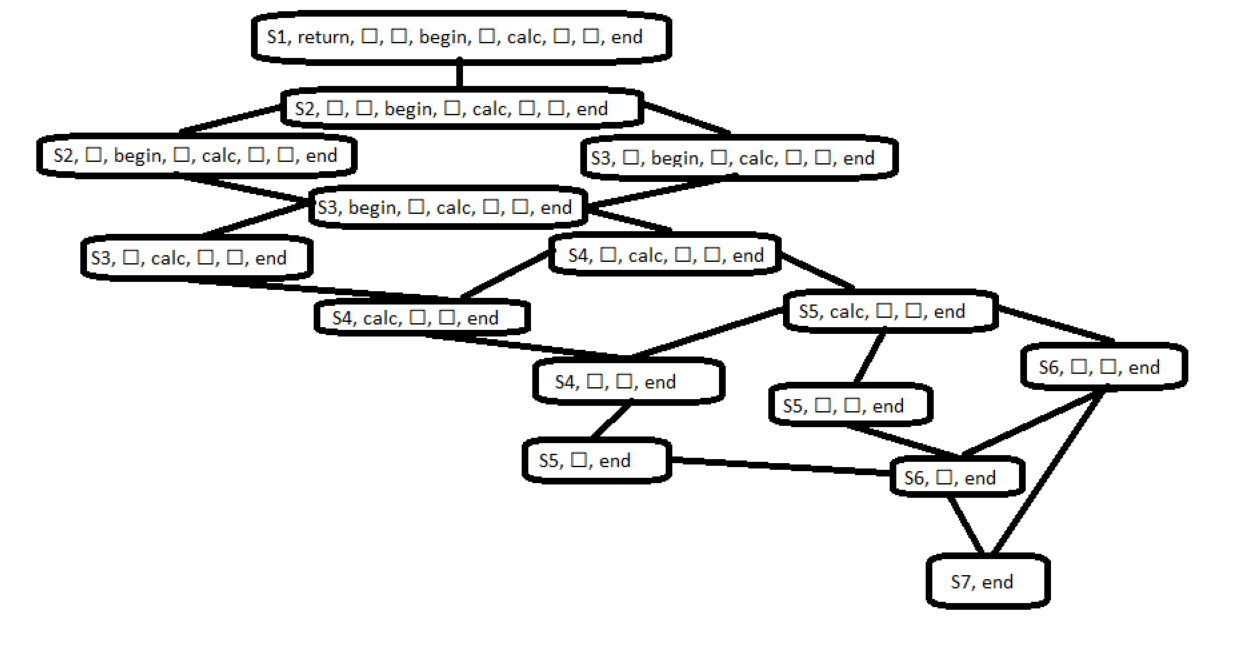 S1, return, □, □, begin, □, calc, □, □, end
S2, □, □, begin, □, calc, □, □, end
S2, □, begin, □, calc, □, □, end
S3, □, begin, □, calc, □, □, end
S3, begin, □, calc, □, □, end
S3, □, calc, □, □, end
S4, □, calc, □, □, end
S4, calc, □, □, end
S5, calc, □, □, end
S4, □, □, end
S5, □, □, end
S6, □, □, end
S5, □, end
S6, □, end
S7, end